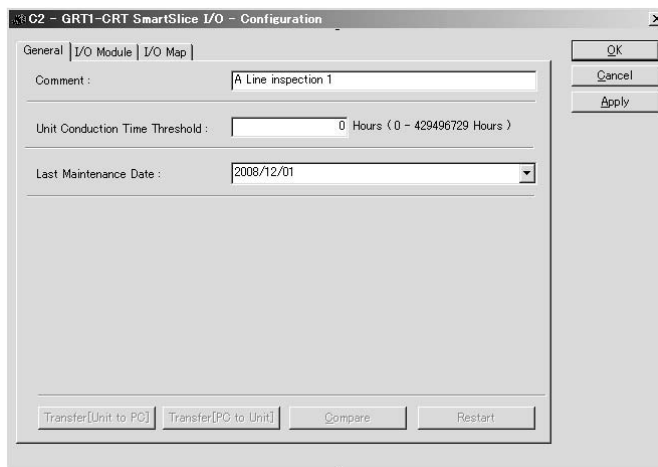 C2 - GRT1-CRT SmartSlice I/O - Configuration
General I/O Module I/O Map
OK
Cancel
Apply
Comment : A Line inspection 1
Unit Conduction Time Threshold : 0 Hours ( 0 - 429496729 Hours )
Last Maintenance Date : 2008/12/01
Transfer[Unit to PC] Transfer[PC to Unit] Compare Restart